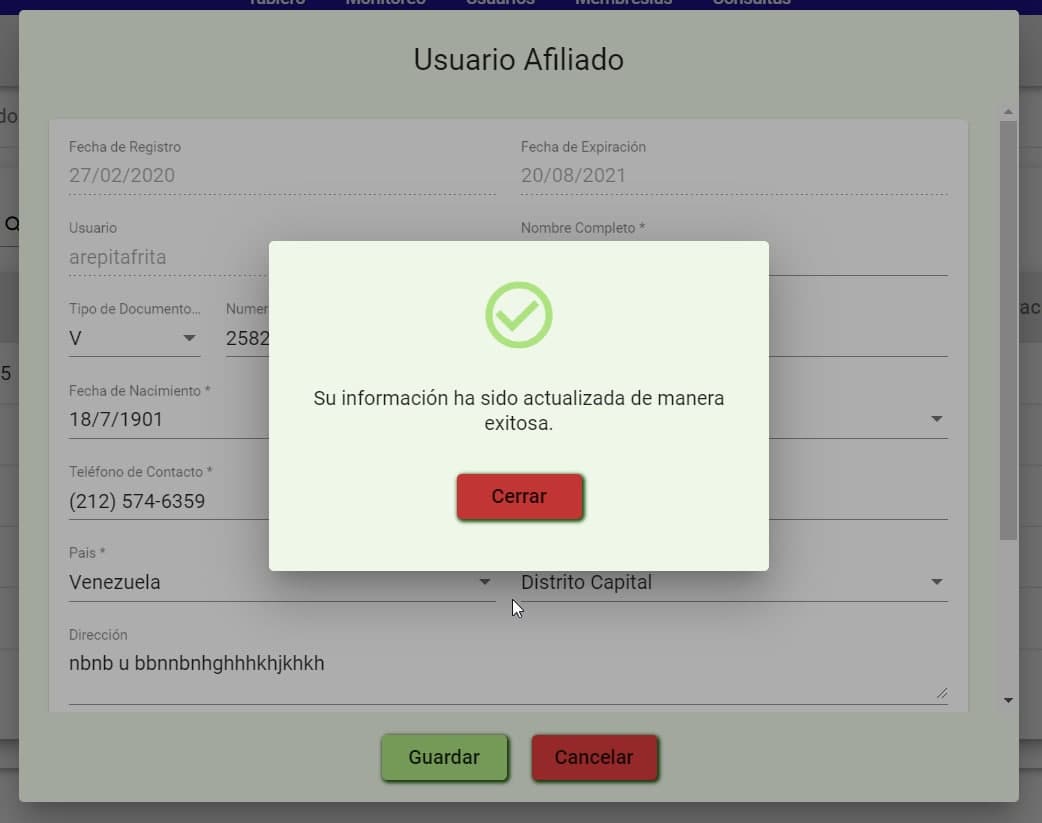 Tablero Monitoreo Usuarios Membresías Consultas
Usuario Afiliado
Fecha de Registro
Fecha de Expiración
27/02/2020
20/08/2021
Usuario
Nombre Completo *
arepitafrita
Tipo de Documento...
V
2582
Su información ha sido actualizada de manera
exitosa.
Cerrar
Fecha de Nacimiento *
18/7/1901
Teléfono de Contacto *
(212) 574-6359
Pais *
Venezuela
Distrito Capital
Dirección
nbnb u bbnnbnhghhhkhjkhkh
Guardar
Cancelar
5